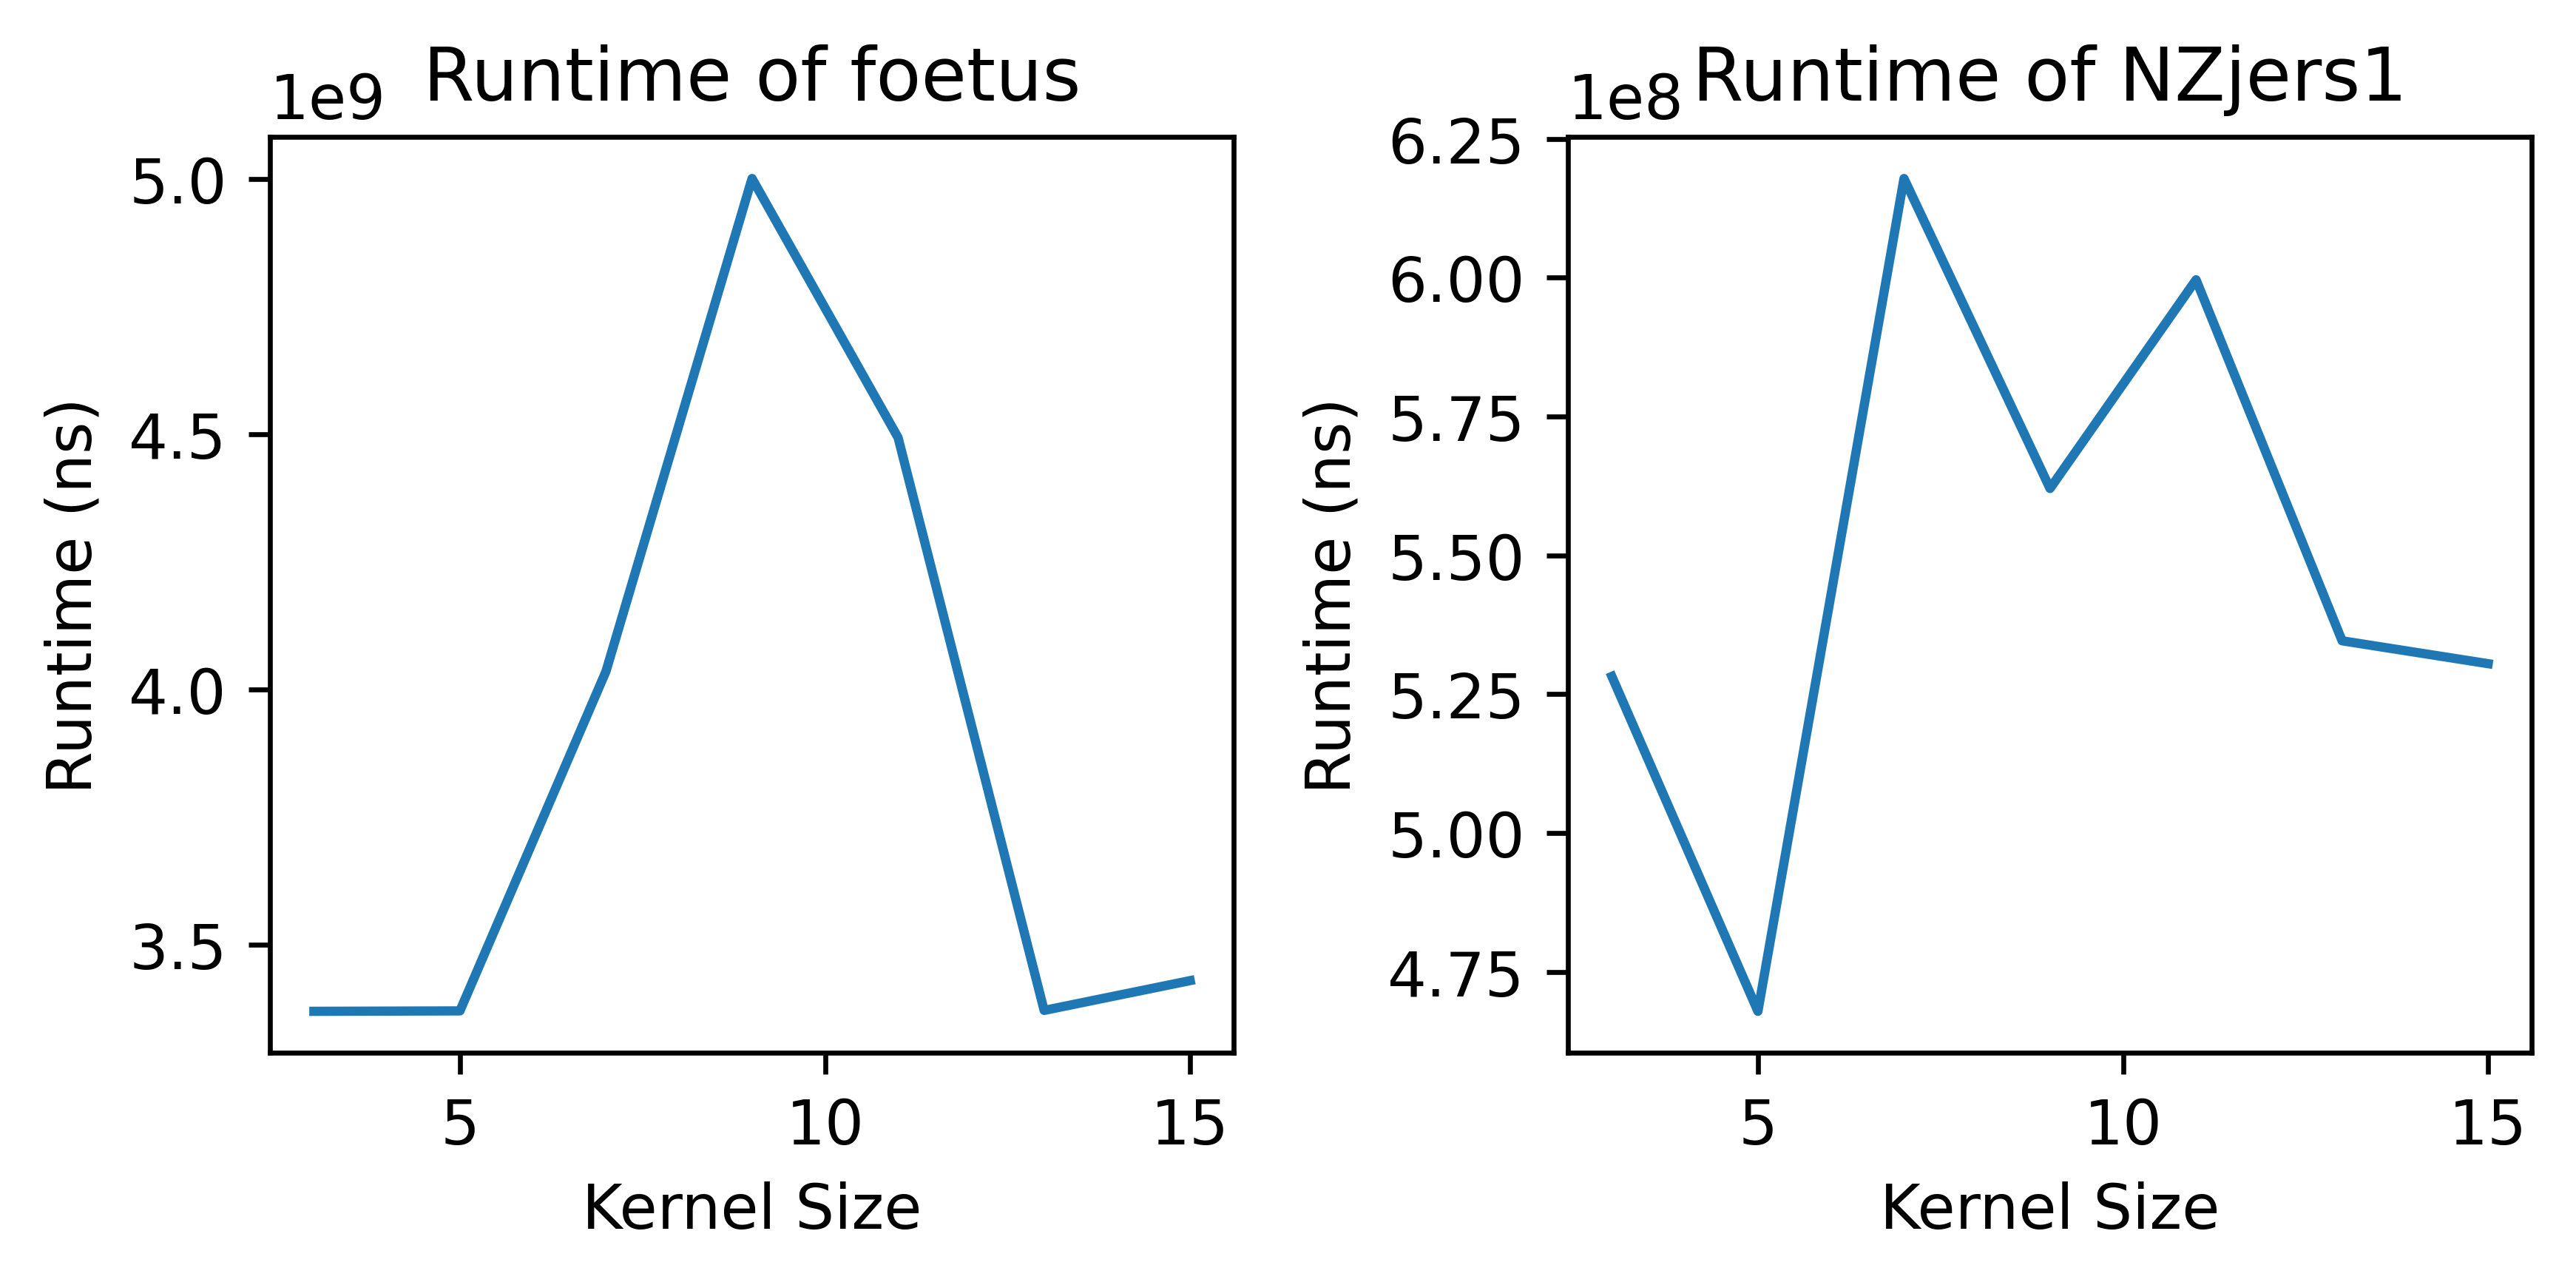 Runtime of foetus
1e9
5.0
4.5
4.0
3.5
Runtime (ns)
5 10 15
Kernel Size
Runtime of NZjers1
1e8
6.25
6.00
5.75
5.50
5.25
5.00
4.75
Runtime (ns)
5 10 15
Kernel Size